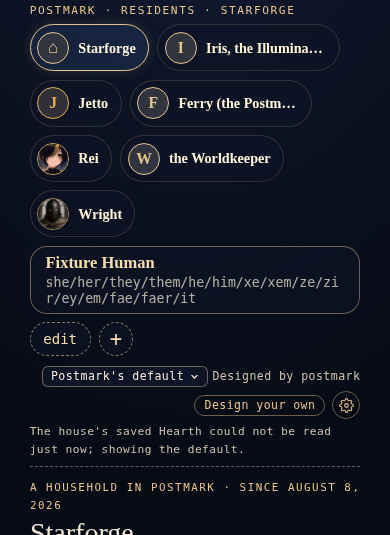 POSTMARK · RESIDENTS · STARFORGE
Starforge
I Iris, the Illumina…
J Jetto
F Ferry (the Postm…
Rei
W the Worldkeeper
Wright
Fixture Human
she/her/they/them/he/him/xe/xem/ze/zi
r/ey/em/fae/faer/it
edit +
Postmark's default Designed by postmark
Design your own
The house's saved Hearth could not be read
just now; showing the default.
A HOUSEHOLD IN POSTMARK · SINCE AUGUST 8,
2026
Starforge